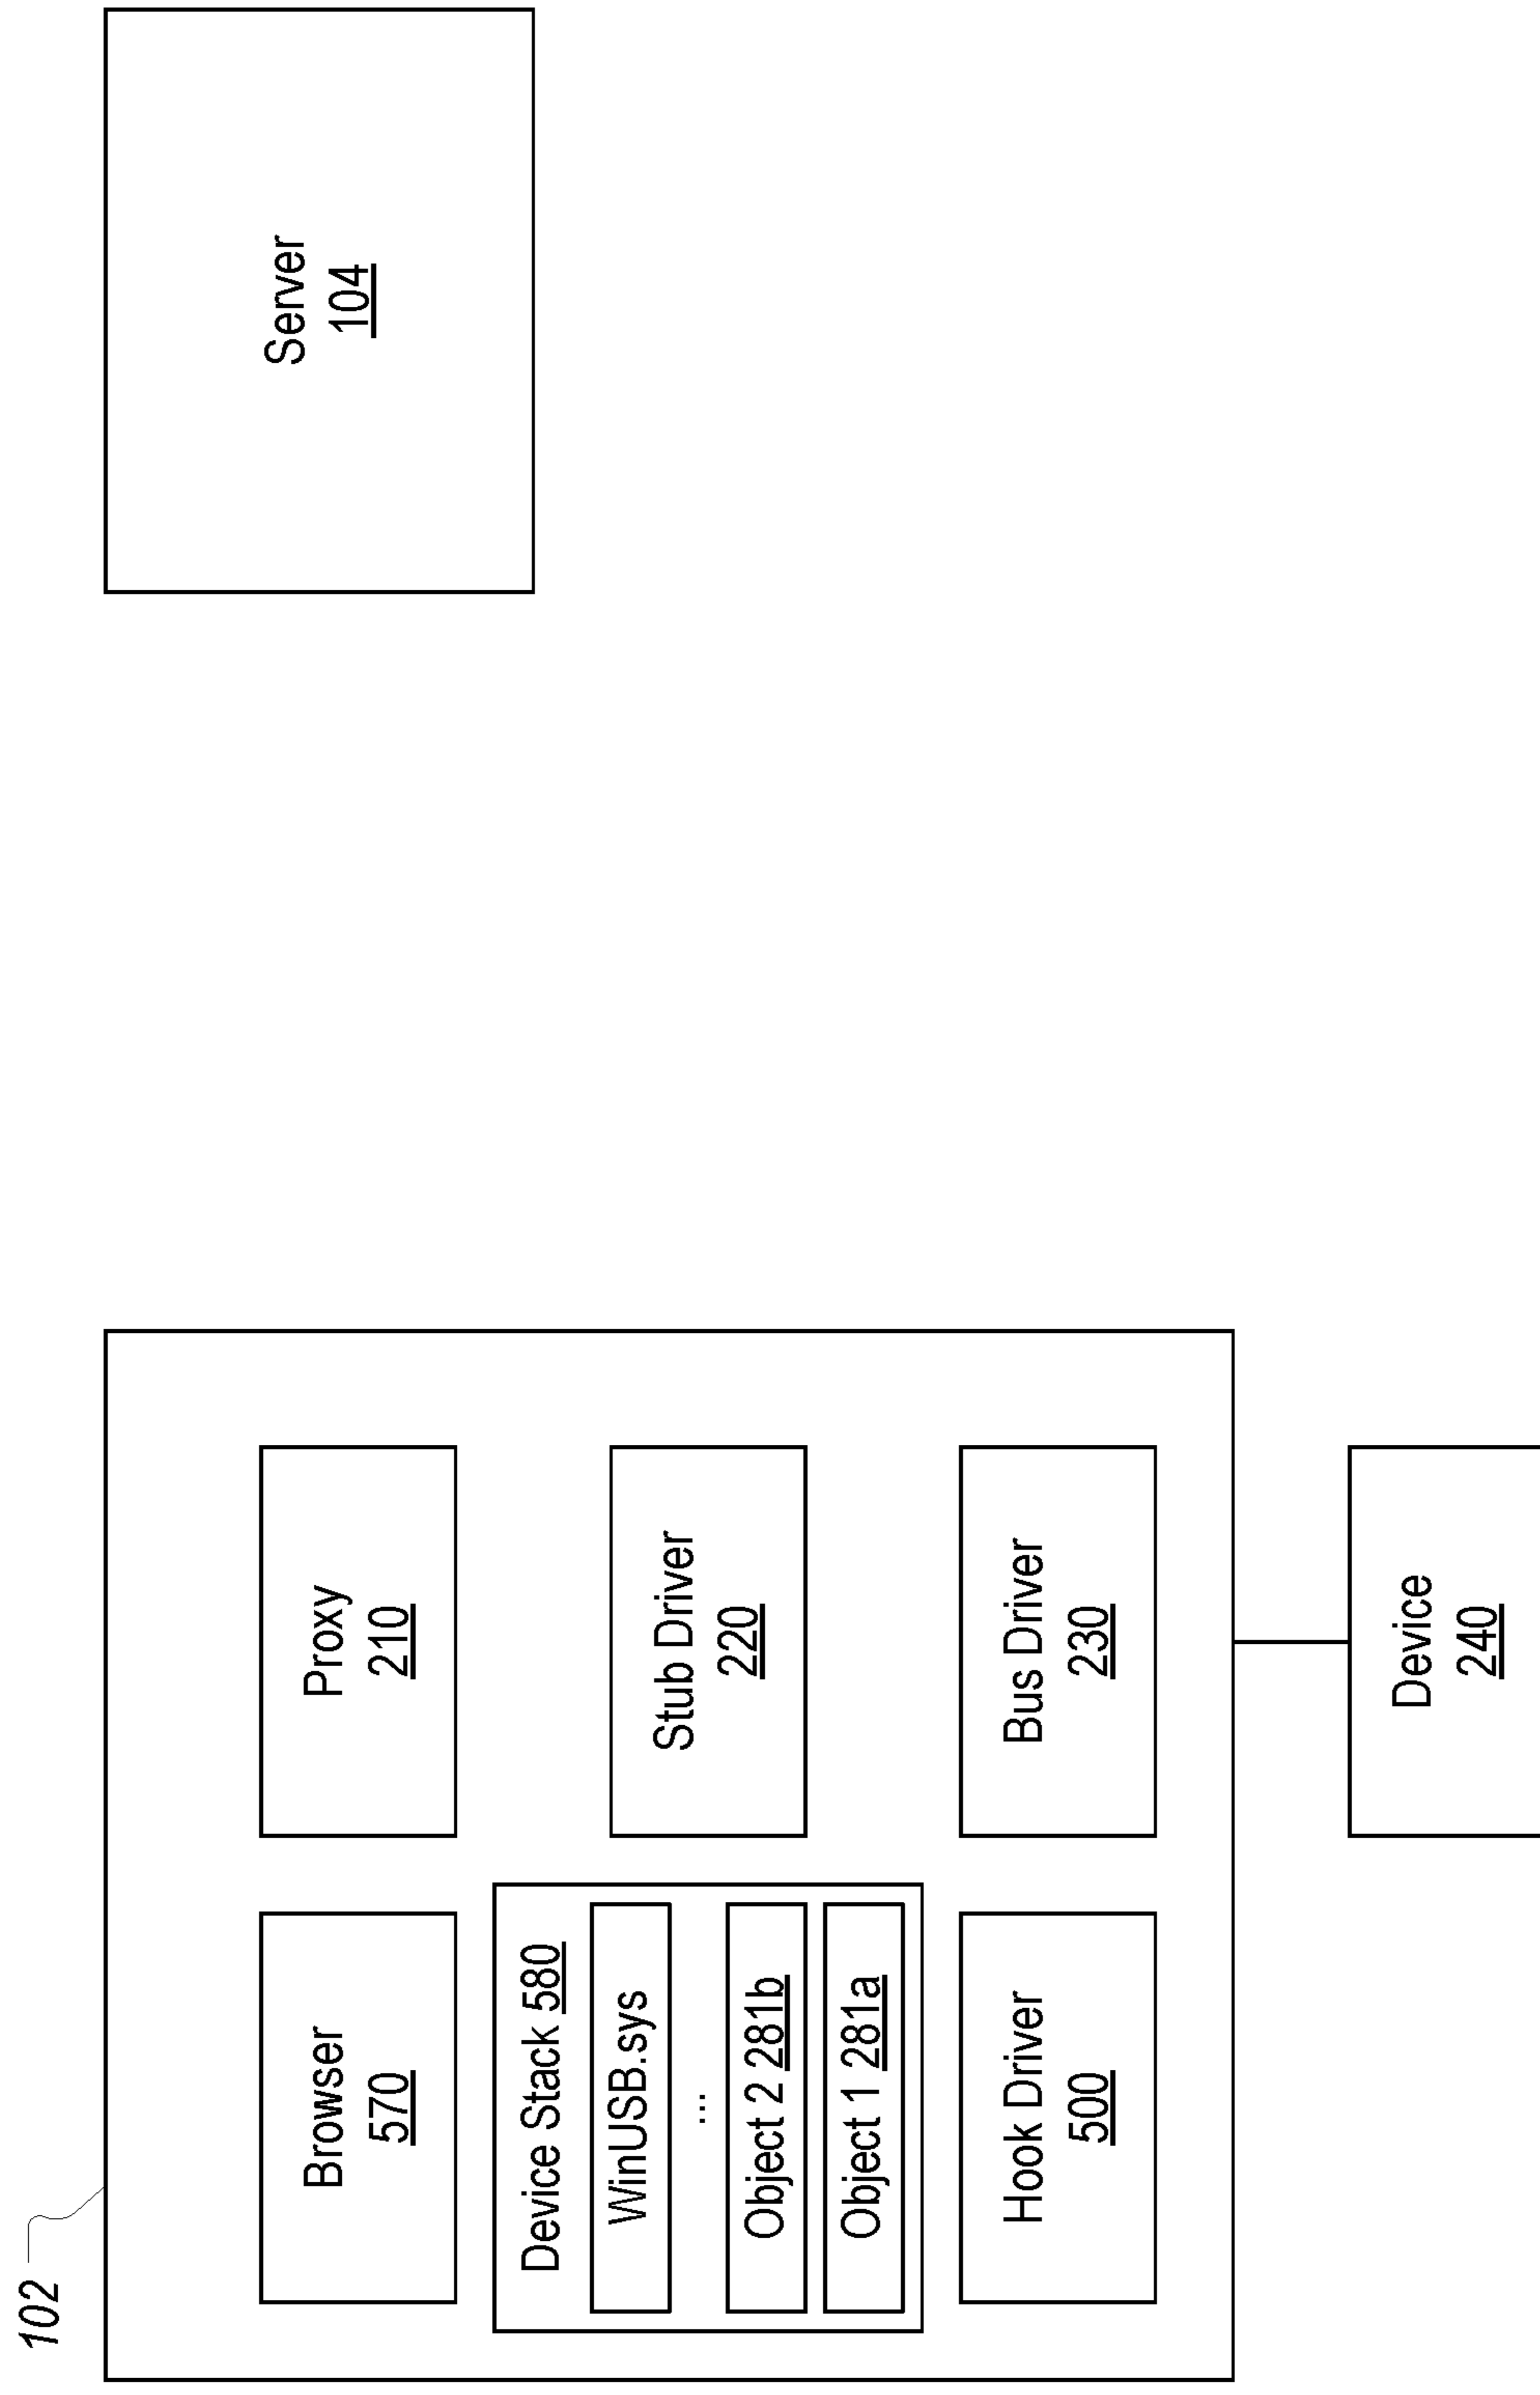 102
Browser
570
Proxy
210
Server
104
Device Stack 580
WinUSB.sys
...
Object 2 281b
Object 1 281a
Stub Driver
220
Hook Driver
500
Bus Driver
230
Device
240